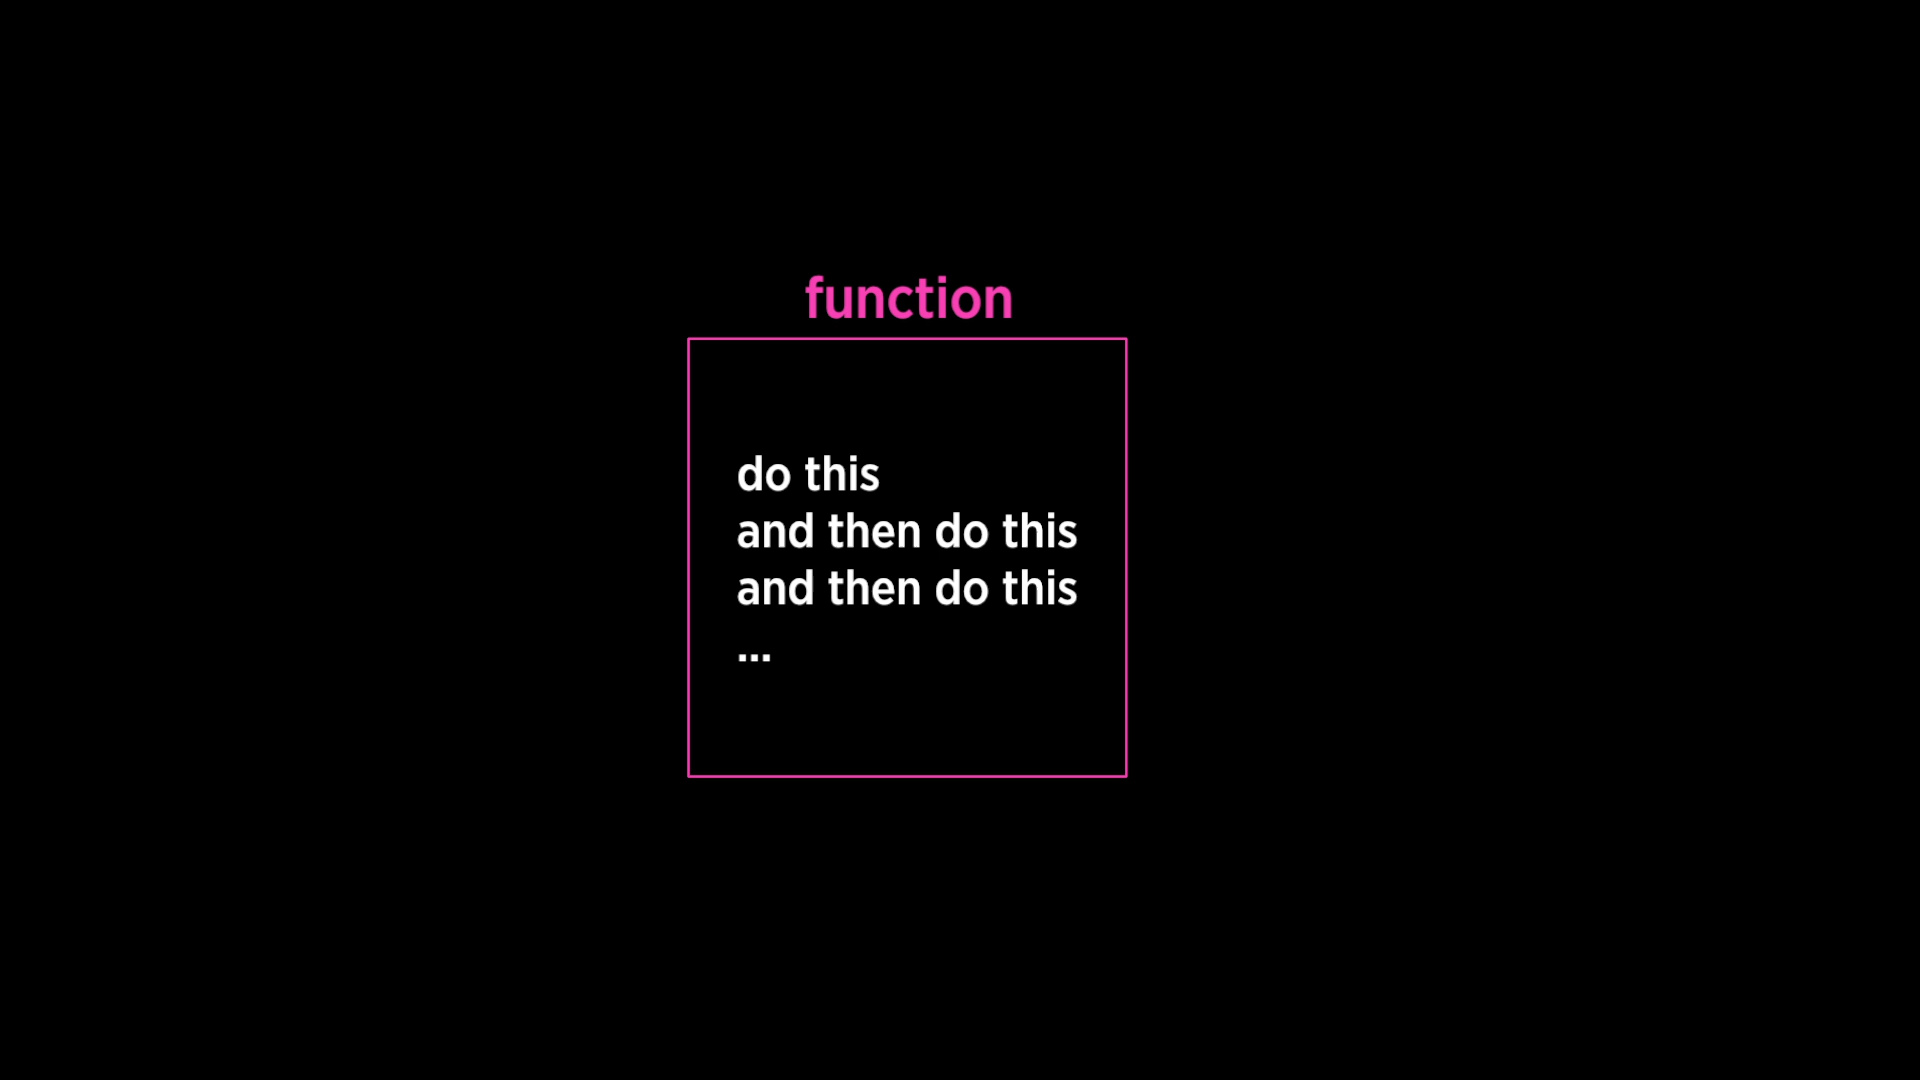 function
do this
and then do this
and then do this
...